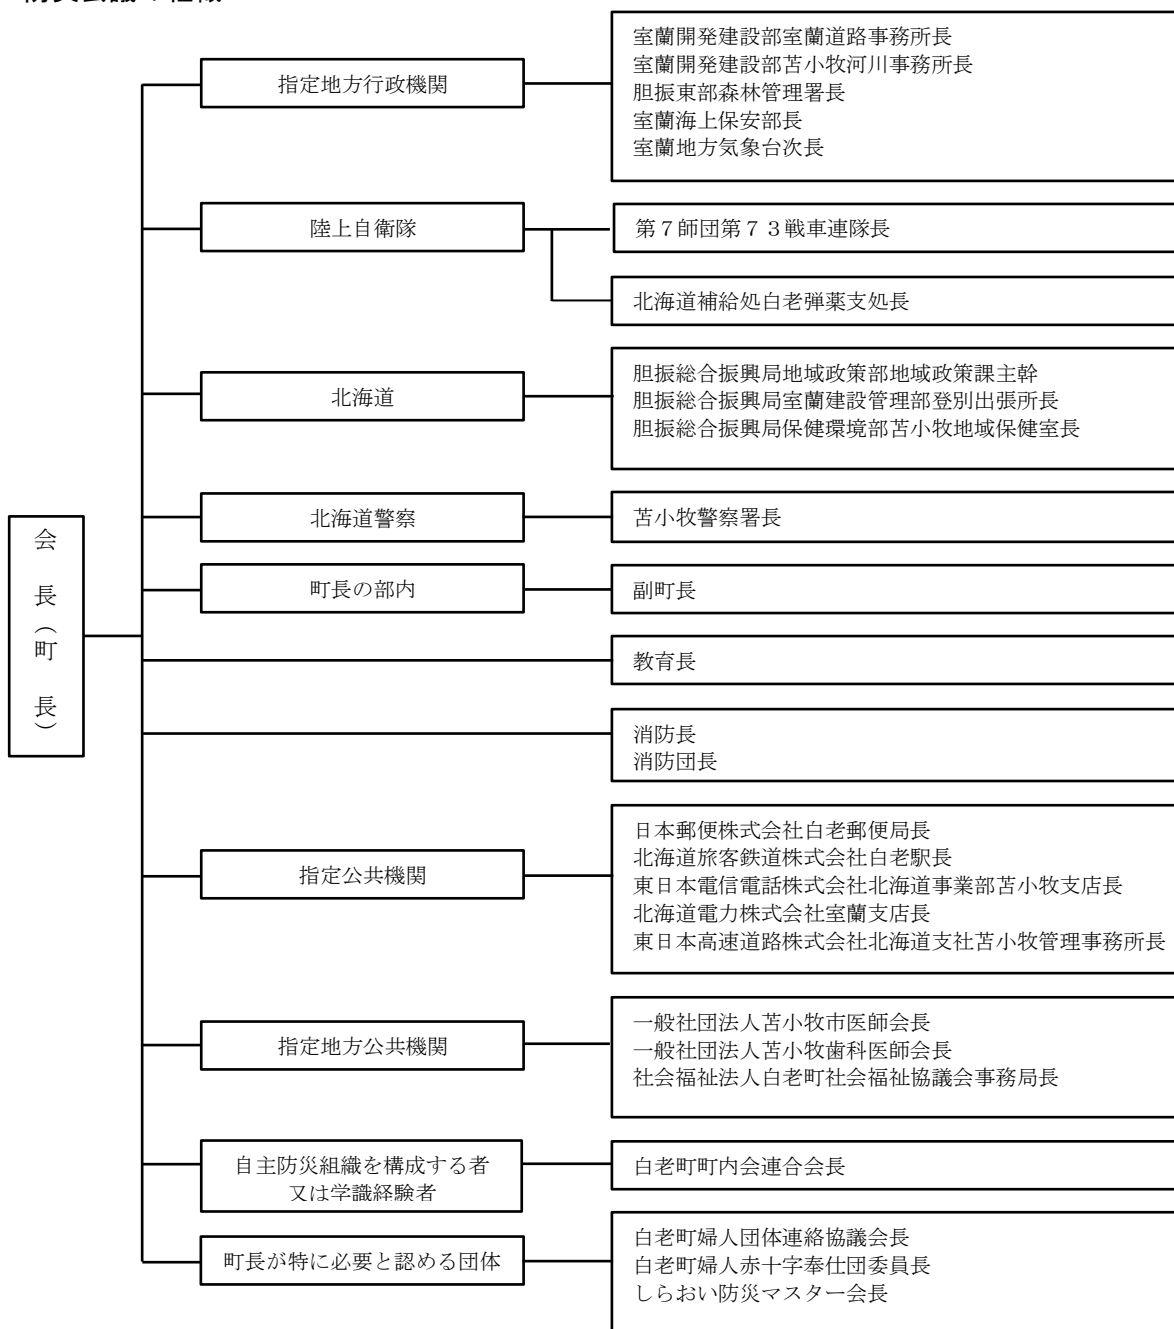 会長（町長）
指定地方行政機関
室蘭開発建設部室蘭道路事務所長
室蘭開発建設部苫小牧河川事務所長
胆振東部森林管理署長
室蘭海上保安部長
室蘭地方気象台次長
陸上自衛隊
第７師団第７３戦車連隊長
北海道補給処白老弾薬支処長
北海道
胆振総合振興局地域政策部地域政策課主幹
胆振総合振興局室蘭建設管理部登別出張所長
胆振総合振興局保健環境部苫小牧地域保健室長
北海道警察
苫小牧警察署長
町長の部内
副町長
教育長
消防長
消防団長
指定公共機関
日本郵便株式会社白老郵便局長
北海道旅客鉄道株式会社白老駅長
東日本電信電話株式会社北海道事業部苫小牧支店長
北海道電力株式会社室蘭支店長
東日本高速道路株式会社北海道支社苫小牧管理事務所長
指定地方公共機関
一般社団法人苫小牧市医師会長
一般社団法人苫小牧歯科医師会長
社会福祉法人白老町社会福祉協議会事務局長
自主防災組織を構成する者
又は学識経験者
白老町町内会連合会長
町長が特に必要と認める団体
白老町婦人団体連絡協議会長
白老町婦人赤十字奉仕団委員長
しらおい防災マスター会長